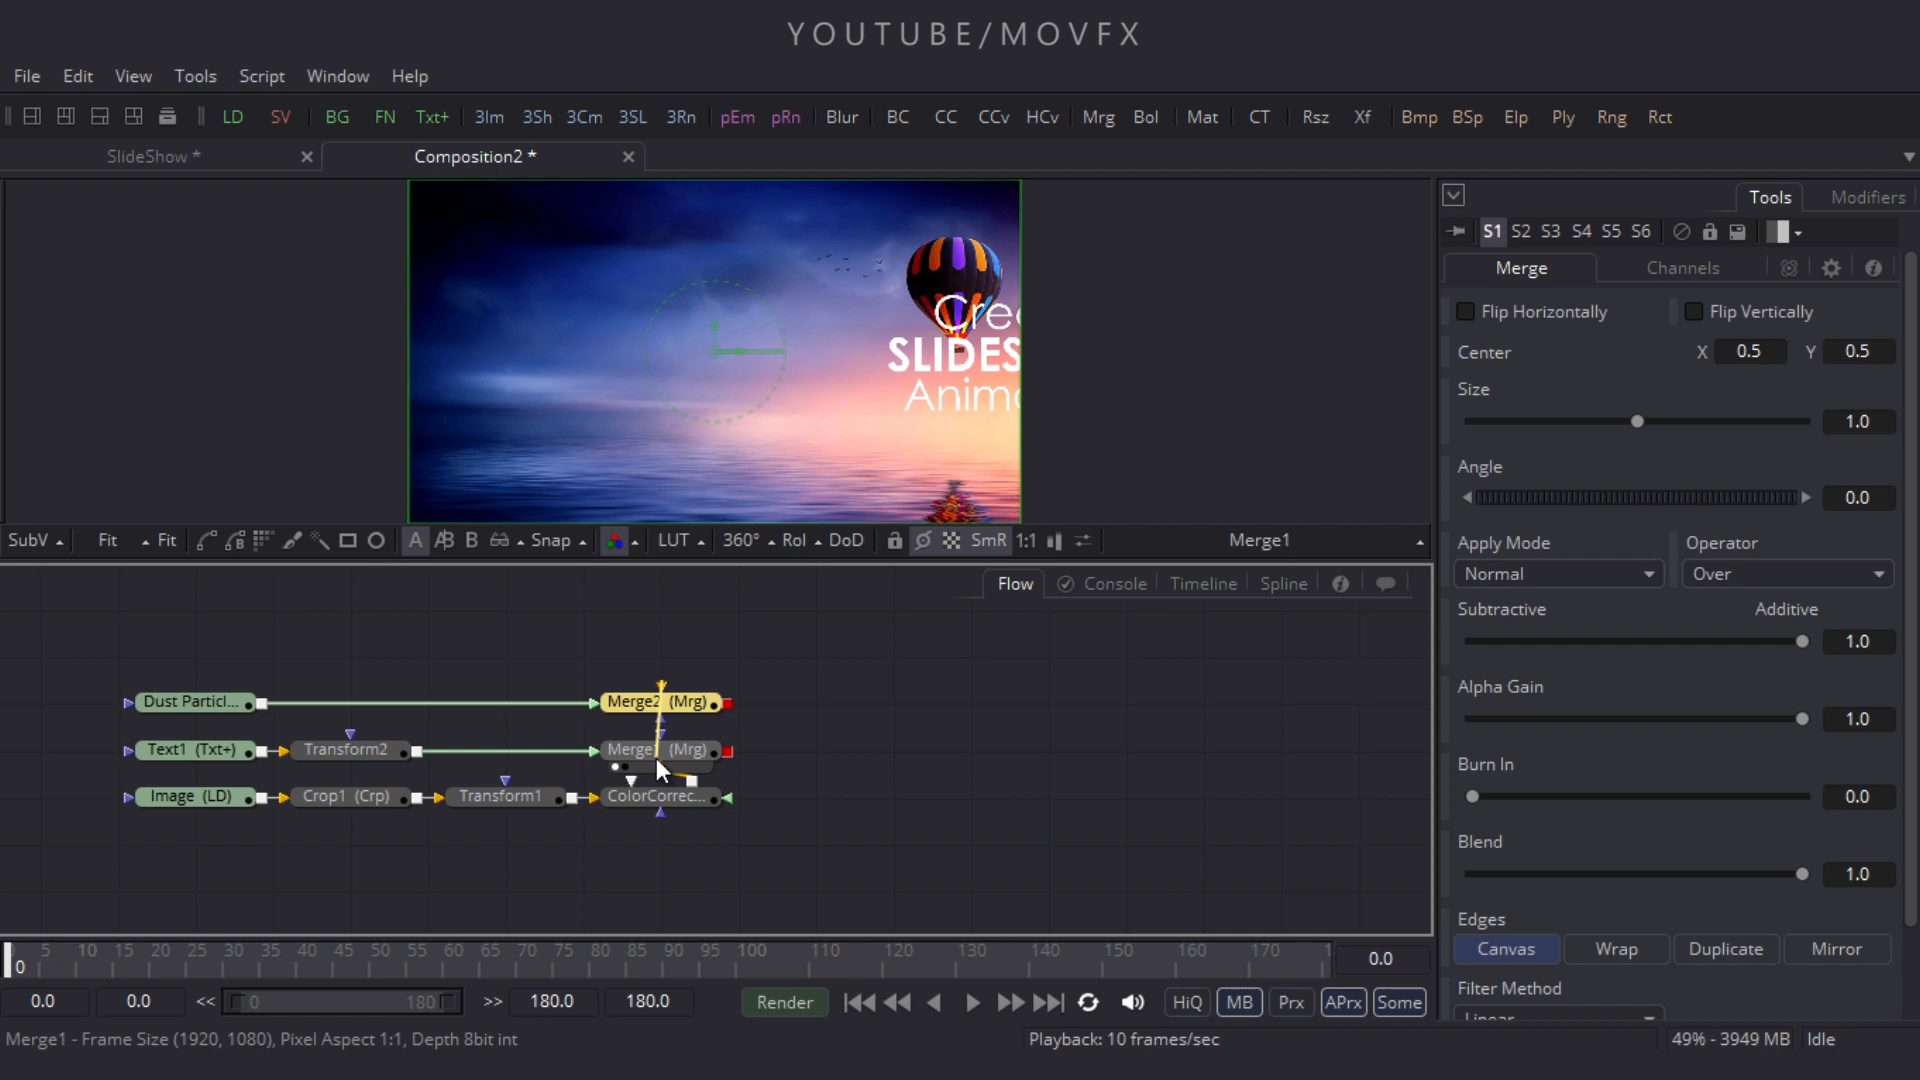 YOUTUBE/MOVFX
File Edit View Tools Script Window Help
LD SV BG FN Txt+ 3Im 3Sh 3Cm 3SL 3Rn pEm pRn Blur BC CC CCv HCv Mrg Bol Mat CT Rsz Xf Bmp BSp Elp Ply Rng Rct
SlideShow * Composition2 *
Tools Modifiers
S1 S2 S3 S4 S5 S6
Merge Channels
Cre
SLIDES
Anim
Flip Horizontally Flip Vertically
Center X 0.5 Y 0.5
Size
1.0
Angle
0.0
Apply Mode Operator
Normal Over
Subtractive Additive
1.0
Alpha Gain
1.0
Burn In
0.0
Blend
1.0
Edges
Canvas Wrap Duplicate Mirror
Filter Method
Linear
SubV Fit Fit A B B Snap LUT 360° RoI DoD SmR 1:1 Merge1
Flow Console Timeline Spline
Dust Particl... Merge2 (Mrg)
Text1 (Txt+) Transform2 Merge (Mrg)
Image (LD) Crop1 (Crp) Transform1 ColorCorrec...
0 5 10 15 20 25 30 35 40 45 50 55 60 65 70 75 80 85 90 95 100 110 120 130 140 150 160 170 1 0.0
0.0 0.0 << 0 180 >> 180.0 180.0 Render HiQ MB Prx APrx Some
Merge1 - Frame Size (1920, 1080), Pixel Aspect 1:1, Depth 8bit int Playback: 10 frames/sec 49% - 3949 MB Idle